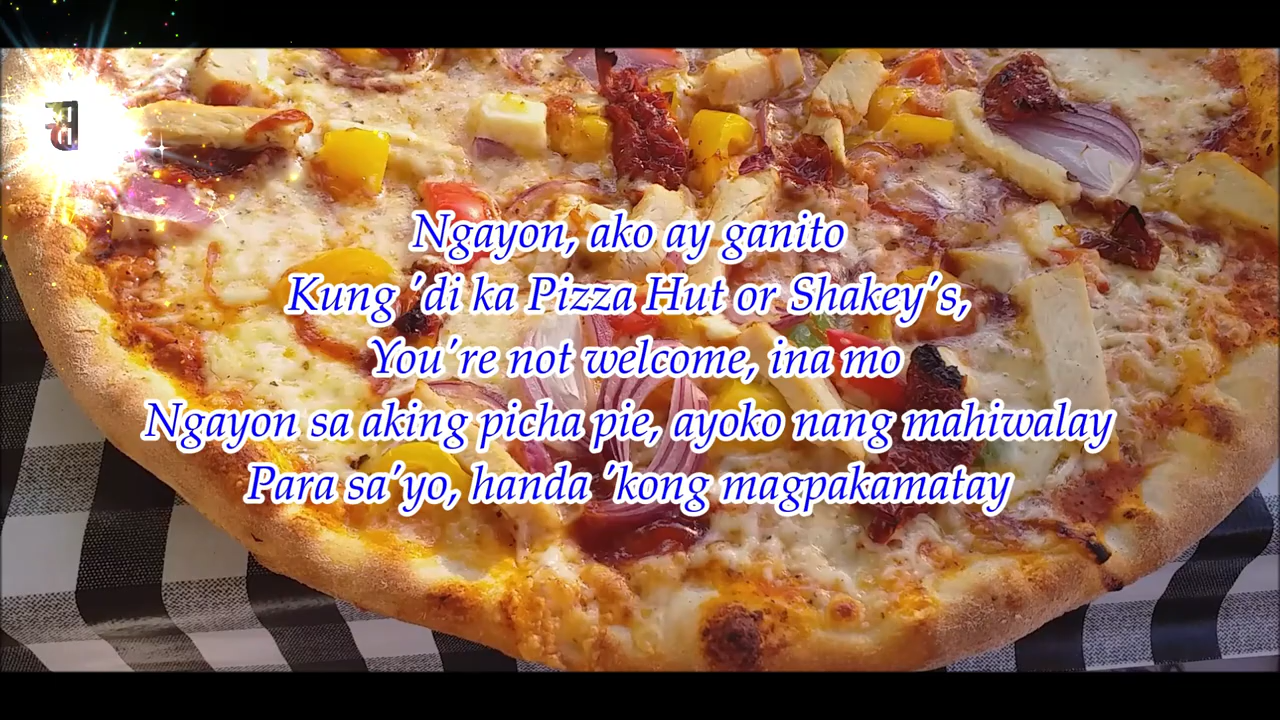 Ngayon, ako ay ganito
Kung 'di ka Pizza Hut or Shakey's,
You're not welcome, ina mo
Ngayon sa aking picha pie, ayoko nang mahiwalay
Para sa'yo, handa 'kong magpakamatay